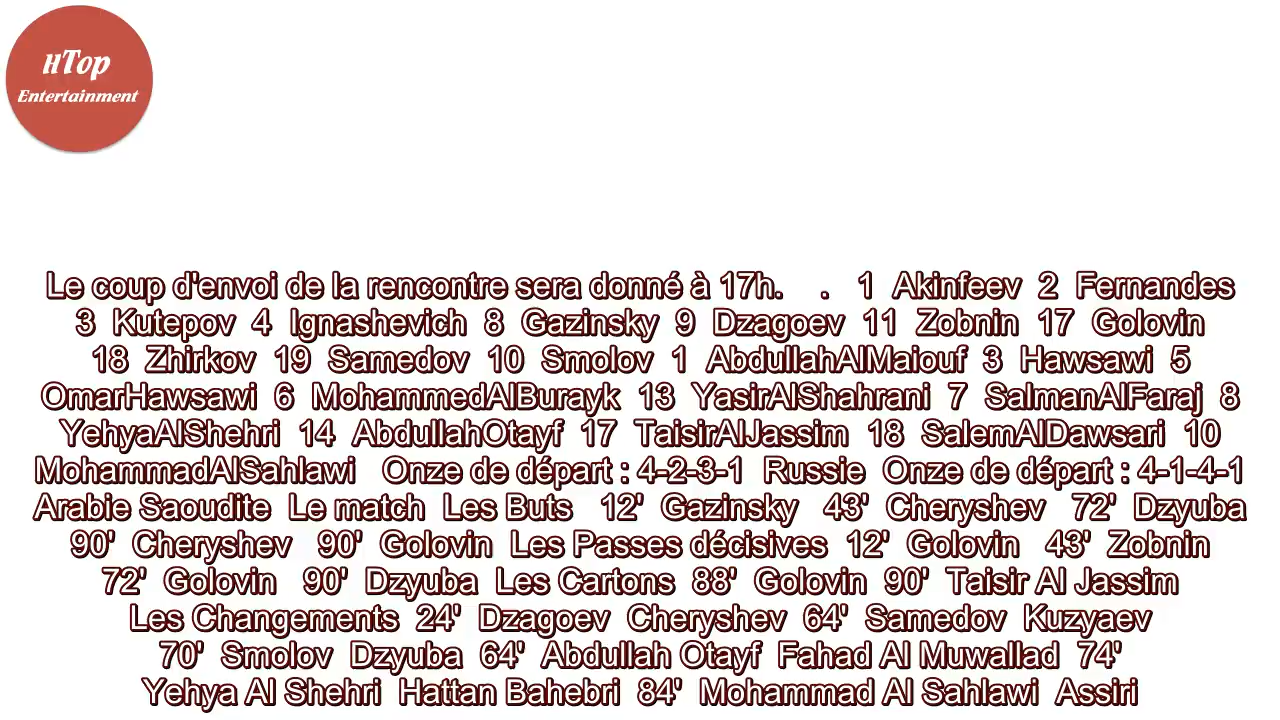 HTop
Entertainment
Le coup d'envoi de la rencontre sera donné à 17h. . 1 Akinfeev 2 Fernandes
3 Kutepov 4 Ignashevich 8 Gazinsky 9 Dzagoev 11 Zobnin 17 Golovin
18 Zhirkov 19 Samedov 10 Smolov 1 AbdullahAlMaiouf 3 Hawsawi 5
OmarHawsawi 6 MohammedAlBurayk 13 YasirAlShahrani 7 SalmanAlFaraj 8
YehyaAlShehri 14 AbdullahOtayf 17 TaisirAlJassim 18 SalemAlDawsari 10
MohammadAlSahlawi Onze de départ : 4-2-3-1 Russie Onze de départ : 4-1-4-1
Arabie Saoudite Le match Les Buts 12' Gazinsky 43' Cheryshev 72' Dzyuba
90' Cheryshev 90' Golovin Les Passes décisives 12' Golovin 43' Zobnin
72' Golovin 90' Dzyuba Les Cartons 88' Golovin 90' Taisir Al Jassim
Les Changements 24' Dzagoev Cheryshev 64' Samedov Kuzyaev
70' Smolov Dzyuba 64' Abdullah Otayf Fahad Al Muwallad 74'
Yehya Al Shehri Hattan Bahebri 84' Mohammad Al Sahlawi Assiri